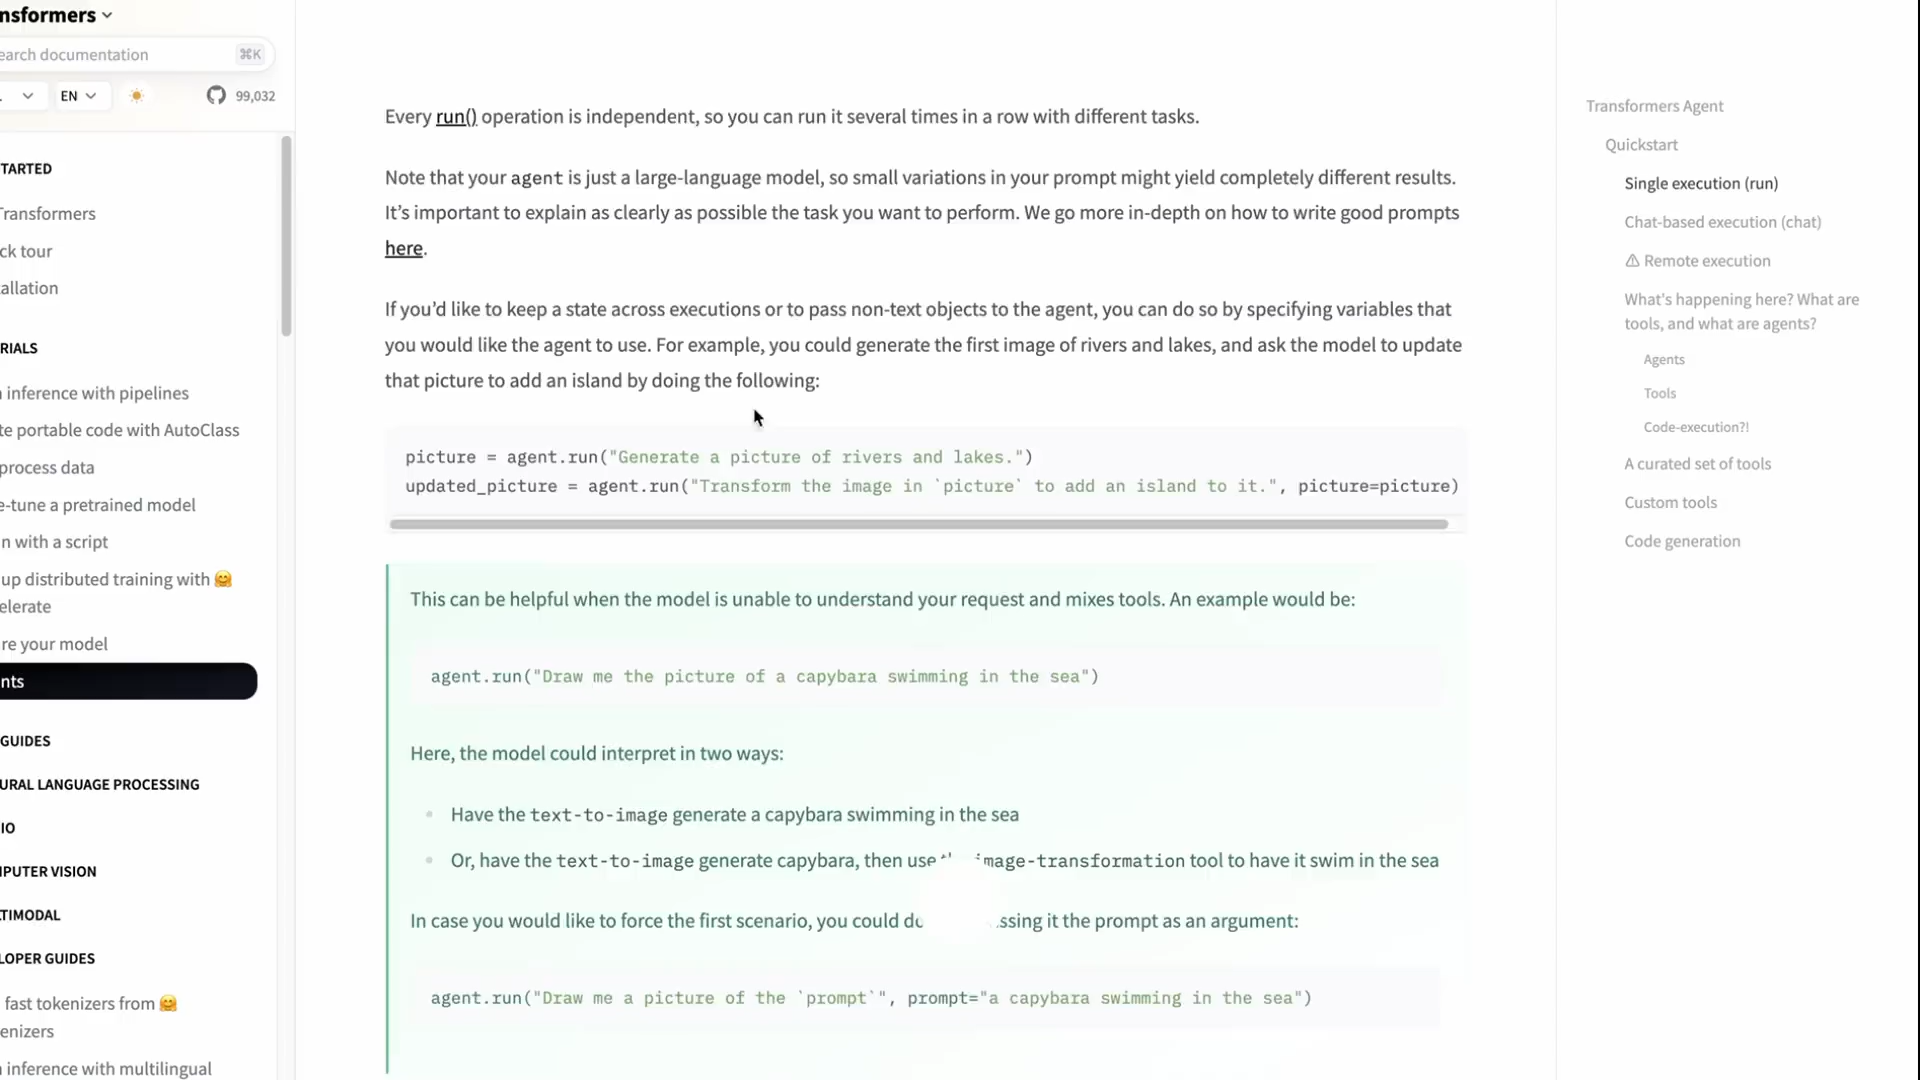 nsformers
earch documentation
⌘K
EN
99,032
TARTED
Transformers
ck tour
allation
RIALS
inference with pipelines
te portable code with AutoClass
process data
e-tune a pretrained model
n with a script
up distributed training with 🤗
elerate
re your model
nts
GUIDES
URAL LANGUAGE PROCESSING
IO
PUTER VISION
TIMODAL
LOPER GUIDES
fast tokenizers from 🤗
enizers
inference with multilingual
Every run() operation is independent, so you can run it several times in a row with different tasks.
Note that your agent is just a large-language model, so small variations in your prompt might yield completely different results.
It’s important to explain as clearly as possible the task you want to perform. We go more in-depth on how to write good prompts
here.
If you’d like to keep a state across executions or to pass non-text objects to the agent, you can do so by specifying variables that
you would like the agent to use. For example, you could generate the first image of rivers and lakes, and ask the model to update
that picture to add an island by doing the following:
picture = agent.run("Generate a picture of rivers and lakes.")
updated_picture = agent.run("Transform the image in `picture` to add an island to it.", picture=picture)
This can be helpful when the model is unable to understand your request and mixes tools. An example would be:
agent.run("Draw me the picture of a capybara swimming in the sea")
Here, the model could interpret in two ways:
Have the text-to-image generate a capybara swimming in the sea
Or, have the text-to-image generate capybara, then use image-transformation tool to have it swim in the sea
In case you would like to force the first scenario, you could ssing it the prompt as an argument:
agent.run("Draw me a picture of the `prompt`", prompt="a capybara swimming in the sea")
Transformers Agent
Quickstart
Single execution (run)
Chat-based execution (chat)
⚠ Remote execution
What’s happening here? What are
tools, and what are agents?
Agents
Tools
Code-execution?!
A curated set of tools
Custom tools
Code generation